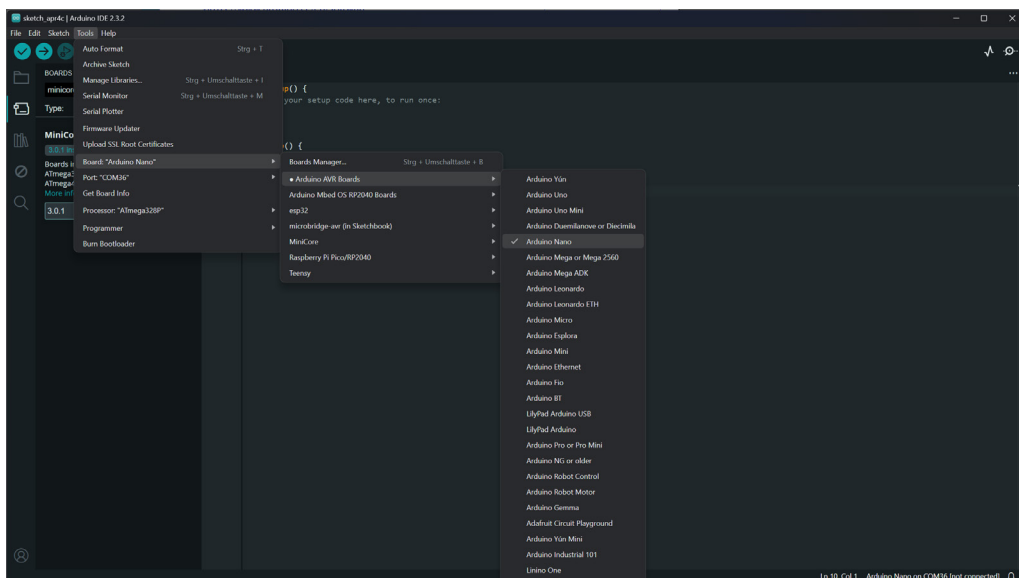 sketch_apr4c | Arduino IDE 2.3.2
File Edit Sketch Tools Help
BOARDS
Type:
3.0.1
More in
3.0.1
Auto Format Strg + T
Archive Sketch
Manage Libraries... Strg + Umschalttaste + I
Serial Monitor Strg + Umschalttaste + M
Serial Plotter
Firmware Updater
Upload SSL Root Certificates
Board: "Arduino Nano"
Port: "COM36"
Get Board Info
Processor: "ATmega328P"
Programmer
Burn Bootloader
p() {
your setup code here, to run once:
() {
Boards Manager... Strg + Umschalttaste + B
• Arduino AVR Boards
Arduino Mbed OS RP2040 Boards
esp32
microbridge-avr (in Sketchbook)
MiniCore
Raspberry Pi Pico/RP2040
Teensy
Arduino Yún
Arduino Uno
Arduino Uno Mini
Arduino Duemilanove or Diecimila
✓ Arduino Nano
Arduino Mega or Mega 2560
Arduino Mega ADK
Arduino Leonardo
Arduino Leonardo ETH
Arduino Micro
Arduino Esplora
Arduino Mini
Arduino Ethernet
Arduino Fio
Arduino BT
LilyPad Arduino USB
LilyPad Arduino
Arduino Pro or Pro Mini
Arduino NG or older
Arduino Robot Control
Arduino Robot Motor
Arduino Gemma
Adafruit Circuit Playground
Arduino Yún Mini
Arduino Industrial 101
Linino One
Ln 10, Col 1 Arduino Nano on COM36 [not connected]